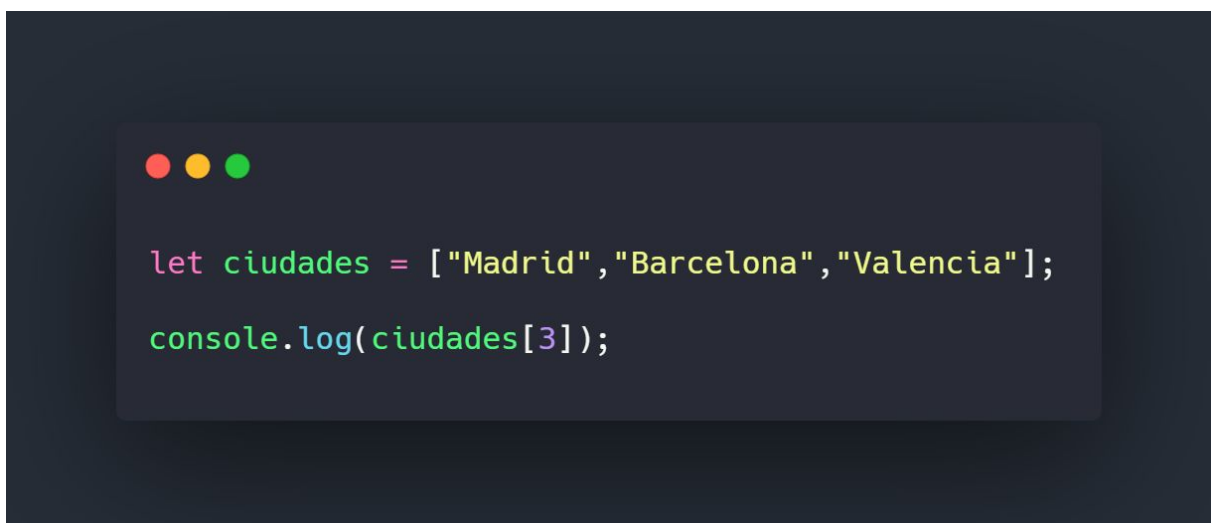 let ciudades = ["Madrid","Barcelona","Valencia"];
console.log(ciudades[3]);